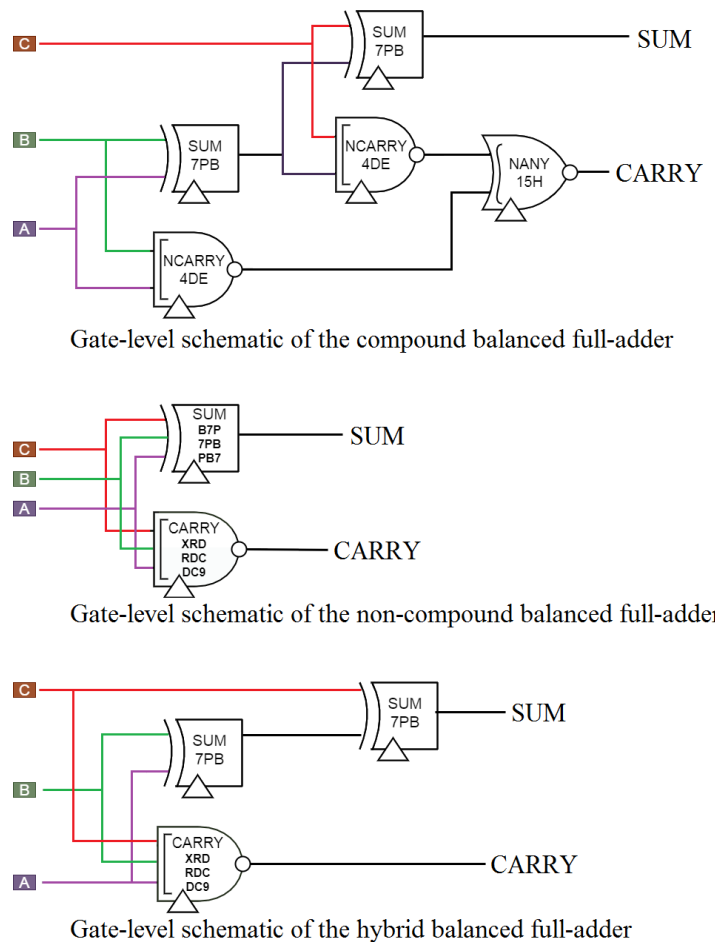 C
SUM
7PB
SUM
B
SUM
7PB
NCARRY
4DE
NANY
15H
CARRY
A
NCARRY
4DE
Gate-level schematic of the compound balanced full-adder
SUM
B7P
7PB
PB7
SUM
C
B
A
CARRY
XRD
RDC
DC9
CARRY
Gate-level schematic of the non-compound balanced full-adder
C
SUM
7PB
SUM
SUM
7PB
B
CARRY
XRD
RDC
DC9
CARRY
A
Gate-level schematic of the hybrid balanced full-adder